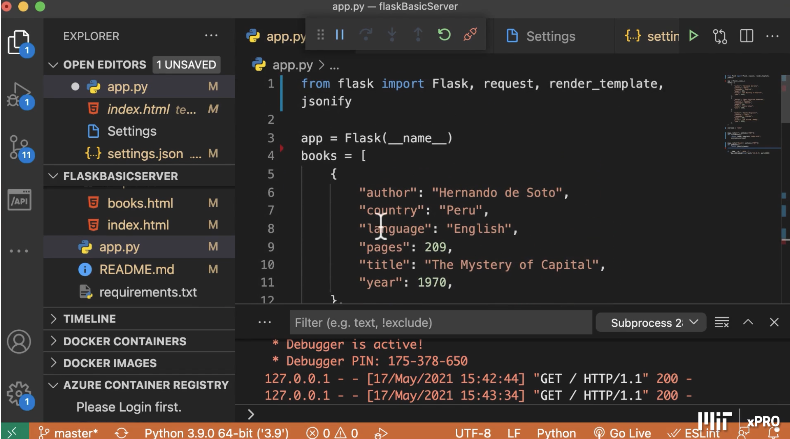 app.py — flaskBasicServer
EXPLORER
OPEN EDITORS 1 UNSAVED
app.py M
index.html te... M
Settings
settings.json .... M
FLASKBASICSERVER
books.html M
index.html M
app.py M
README.md M
requirements.txt
TIMELINE
DOCKER CONTAINERS
DOCKER IMAGES
AZURE CONTAINER REGISTRY
Please Login first.
1
1
11
/API
1
app.py
Settings
{..} settin
app.py > ...
1 from flask import Flask, request, render_template,
jsonify
2
3 app = Flask(__name__)
4 books = [
5 {
6 "author": "Hernando de Soto",
7 "country": "Peru",
8 "language": "English",
9 "pages": 209,
10 "title": "The Mystery of Capital",
11 "year": 1970,
12 },
Filter (e.g. text, !exclude)
Subprocess 2
* Debugger is active!
* Debugger PIN: 175-378-650
127.0.0.1 - - [17/May/2021 15:42:44] "GET / HTTP/1.1" 200 -
127.0.0.1 - - [17/May/2021 15:43:34] "GET / HTTP/1.1" 200 -
>
master* Python 3.9.0 64-bit ('3.9') 0 0 UTF-8 LF Python Go Live ESLint
MIT xPRO